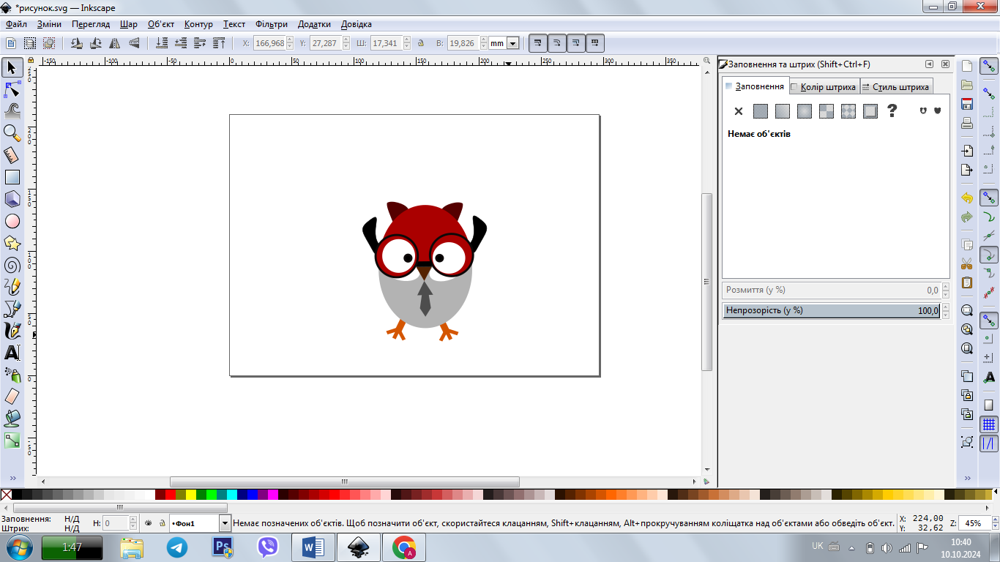 *рисунок.svg — Inkscape
Файл Зміни Перегляд Шар Об'єкт Контур Текст Фільтри Додатки Довідка
X: 166,968 Y: 27,287 Ш: 17,341 В: 19,826 mm
-150 -100 -50 0 50 100 150 200 250 300 350
Заповнення та штрих (Shift+Ctrl+F)
Заповнення Колір штриха Стиль штриха
Немає об'єктів
Розмиття (у %) 0,0
Непрозорість (у %) 100,0
Заповнення: Н/Д
Штрих: Н/Д
Н: 0
•Фон1
Немає позначених об'єктів. Щоб позначити об'єкт, скористайтеся клацанням, Shift+клацанням, Alt+прокручуванням коліщатка над об'єктами або обведіть об'єкт.
X: 224,00
Y: 32,62
Z: 45%
1:47
Ps
W
A
UK
10:40
10.10.2024